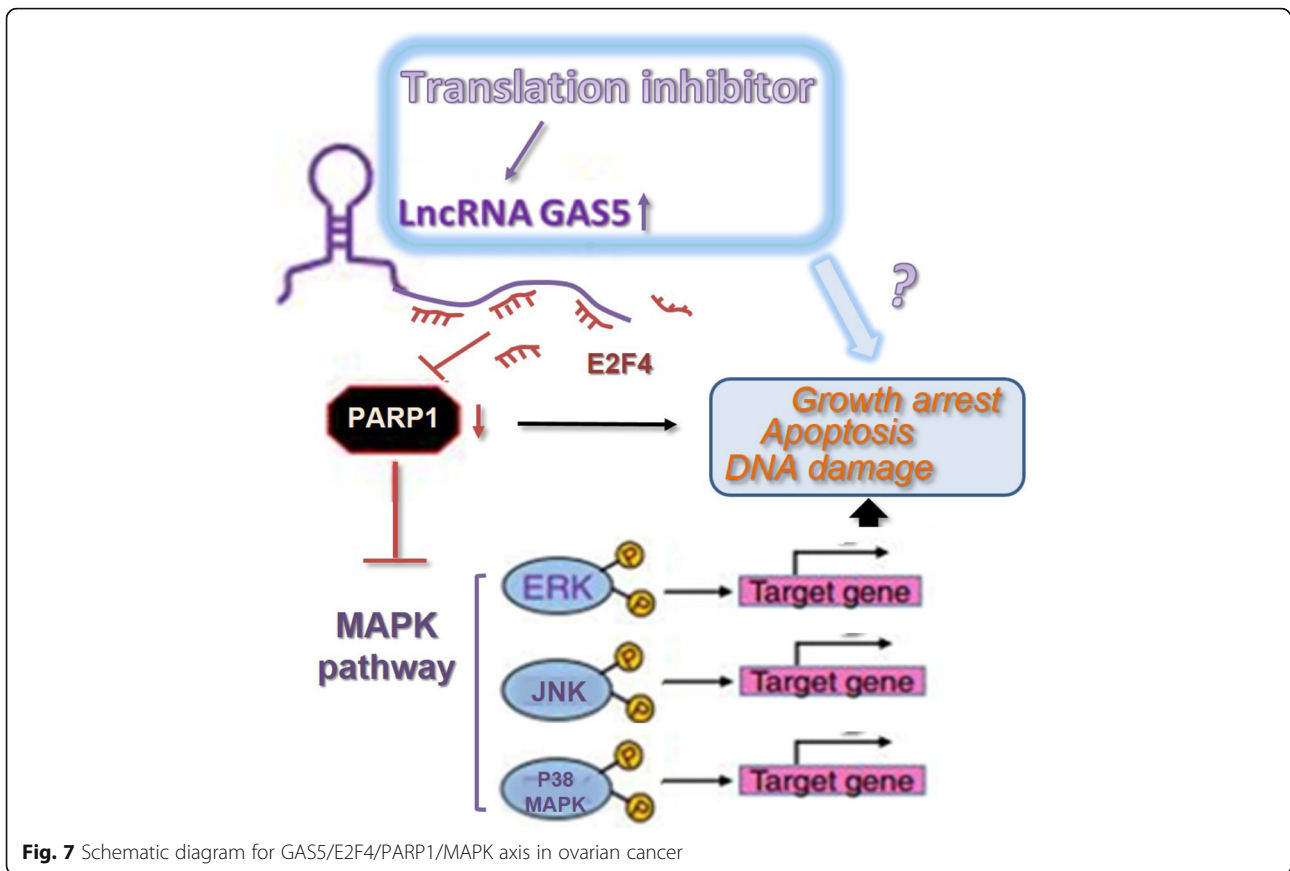 Translation inhibitor
LncRNA GAS5
?
E2F4
PARP1
Growth arrest
Apoptosis
DNA damage
MAPK
pathway
ERK
P
P
Target gene
JNK
P
P
Target gene
P38
MAPK
P
P
Target gene
Fig. 7 Schematic diagram for GAS5/E2F4/PARP1/MAPK axis in ovarian cancer